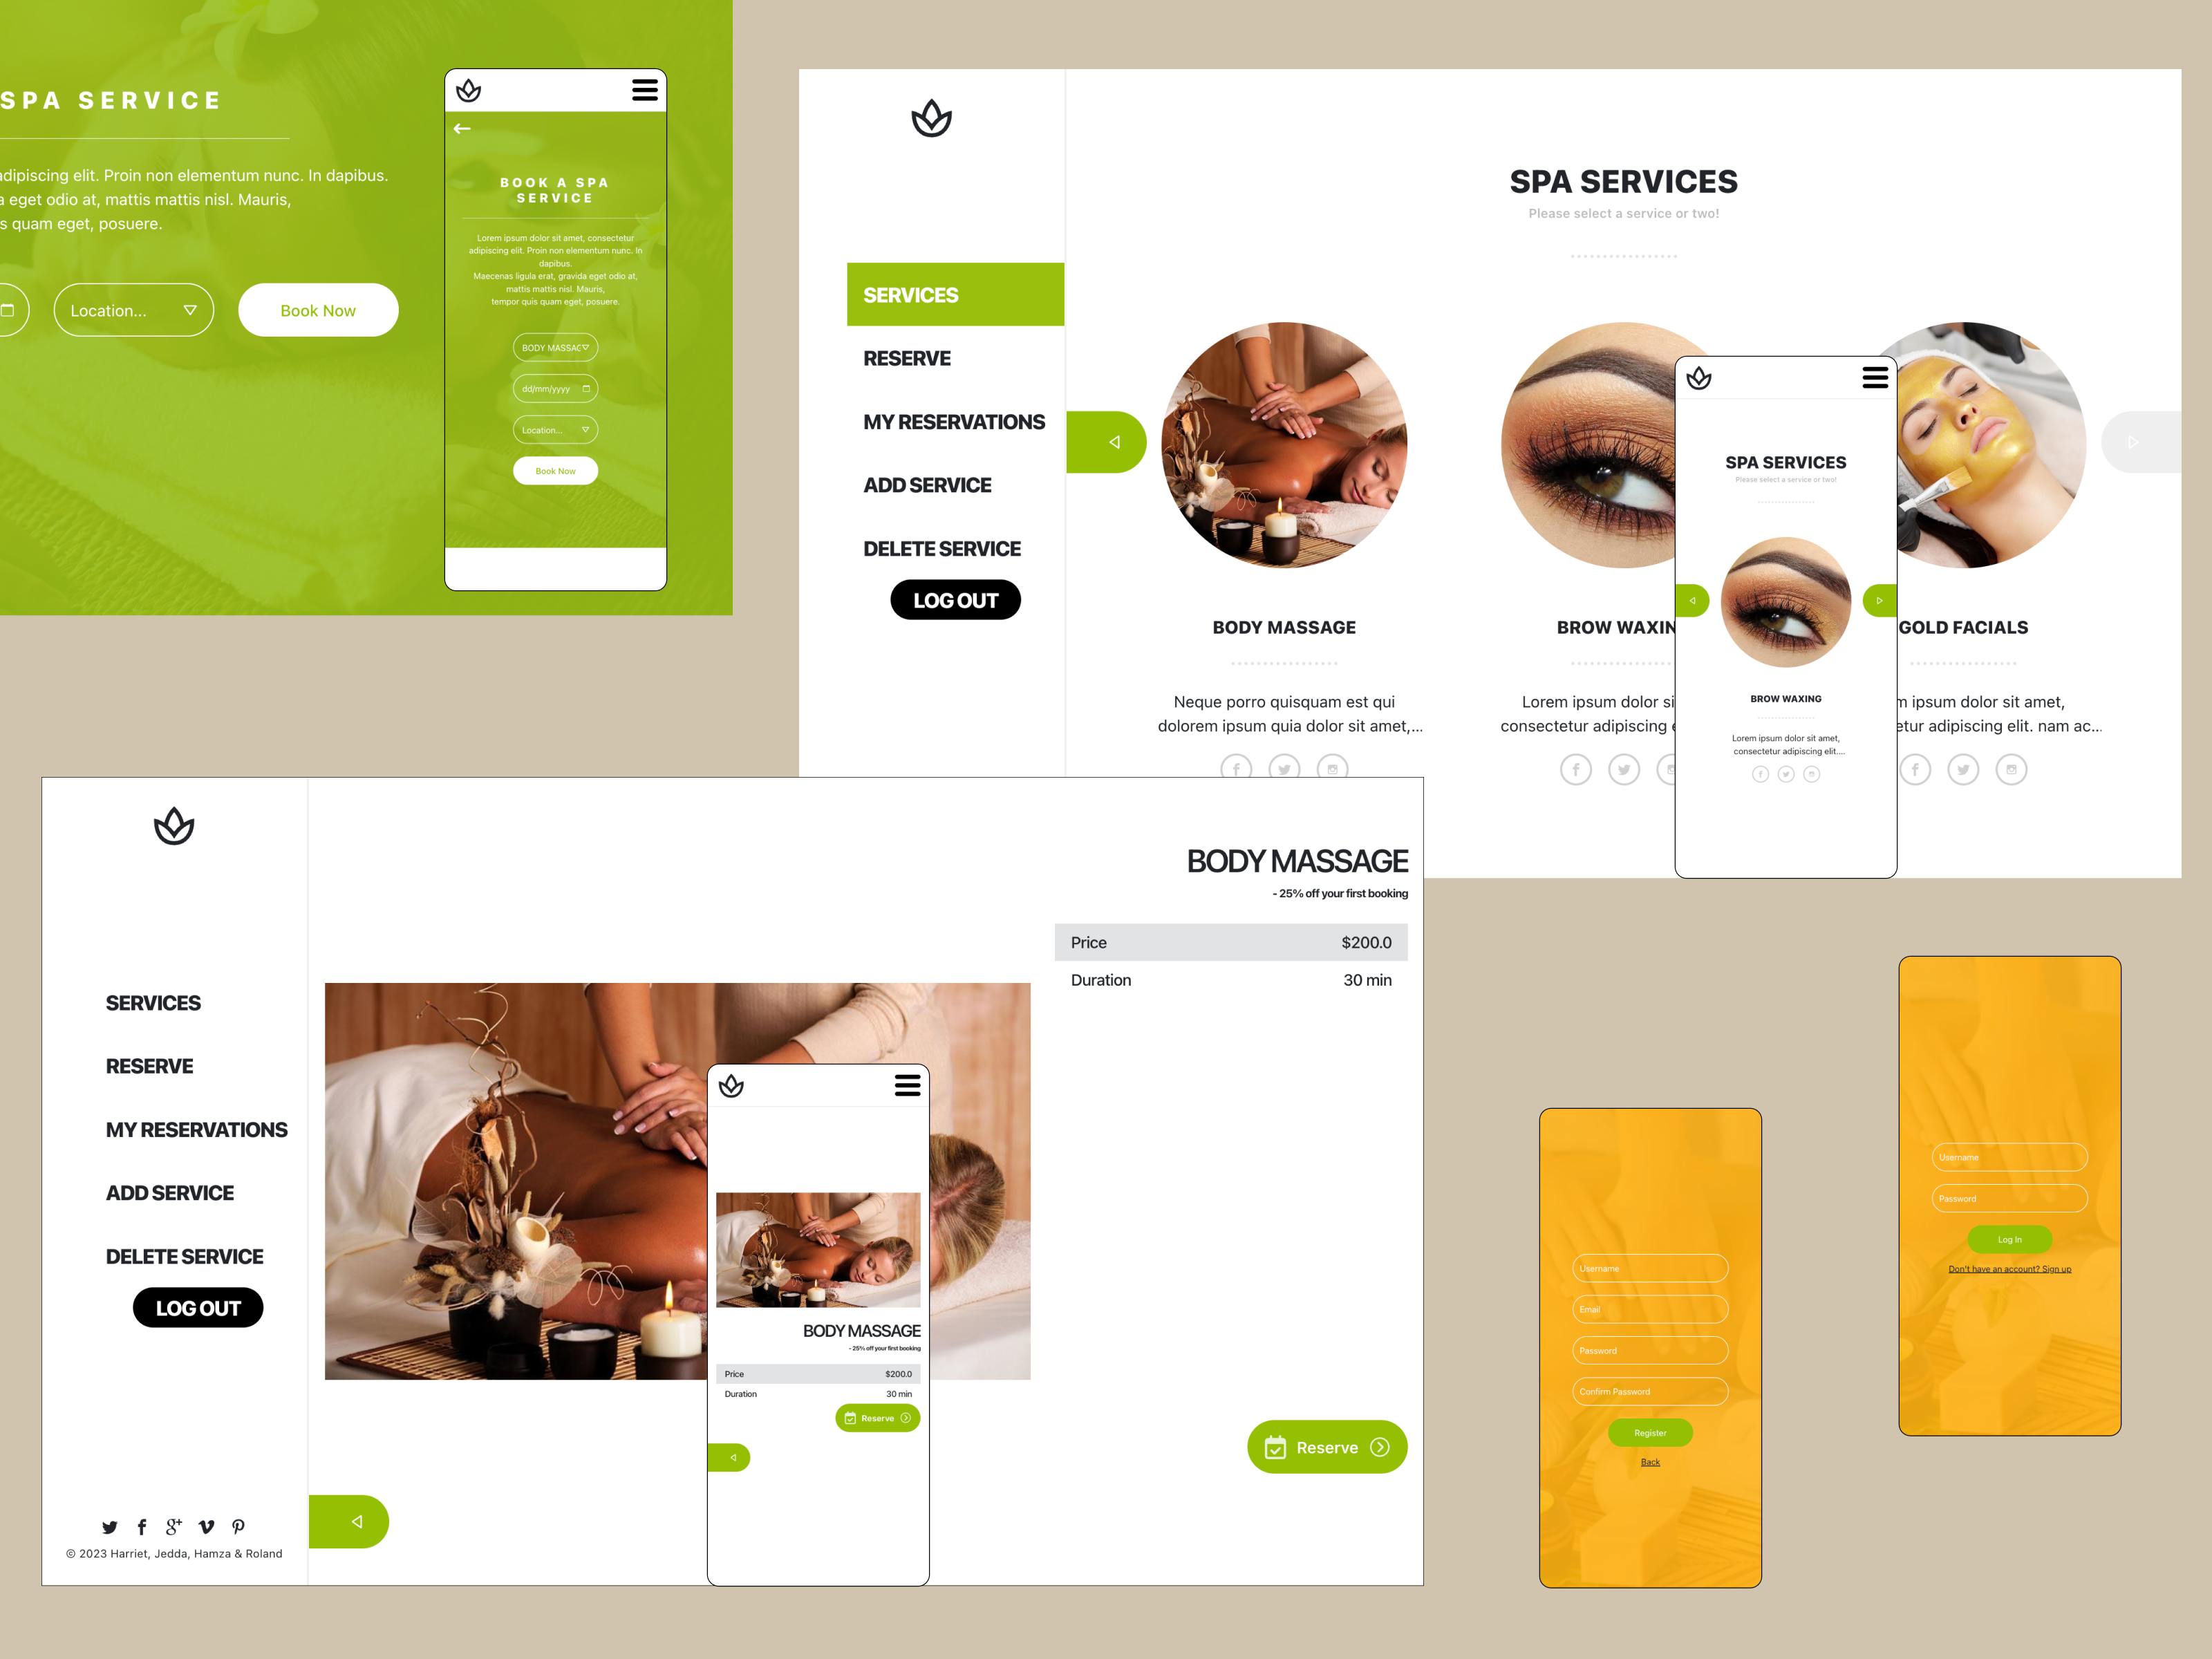 SPA SERVICE
adipiscing elit. Proin non elementum nunc. In dapibus.
a eget odio at, mattis mattis nisl. Mauris,
s quam eget, posuere.
Location...
Book Now
BOOK A SPA
SERVICE
Lorem ipsum dolor sit amet, consectetur
adipiscing elit. Proin non elementum nunc. In
dapibus.
Maecenas ligula erat, gravida eget odio at,
mattis mattis nisl. Mauris,
tempor quis quam eget, posuere.
BODY MASSAG
dd/mm/yyyy
Location...
Book Now
SERVICES
RESERVE
MY RESERVATIONS
ADD SERVICE
DELETE SERVICE
LOG OUT
SPA SERVICES
Please select a service or two!
BODY MASSAGE
Neque porro quisquam est qui
dolorem ipsum quia dolor sit amet,...
BROW WAXIN
Lorem ipsum dolor si
consectetur adipiscing e
GOLD FACIALS
m ipsum dolor sit amet,
etur adipiscing elit. nam ac...
SPA SERVICES
Please select a service or two!
BROW WAXING
Lorem ipsum dolor sit amet,
consectetur adipiscing elit....
SERVICES
RESERVE
MY RESERVATIONS
ADD SERVICE
DELETE SERVICE
LOG OUT
© 2023 Harriet, Jedda, Hamza & Roland
BODY MASSAGE
- 25% off your first booking
Price $200.0
Duration 30 min
Reserve
BODY MASSAGE
- 25% off your first booking
Price $200.0
Duration 30 min
Reserve
Username
Email
Password
Confirm Password
Register
Back
Username
Password
Log In
Don't have an account? Sign up